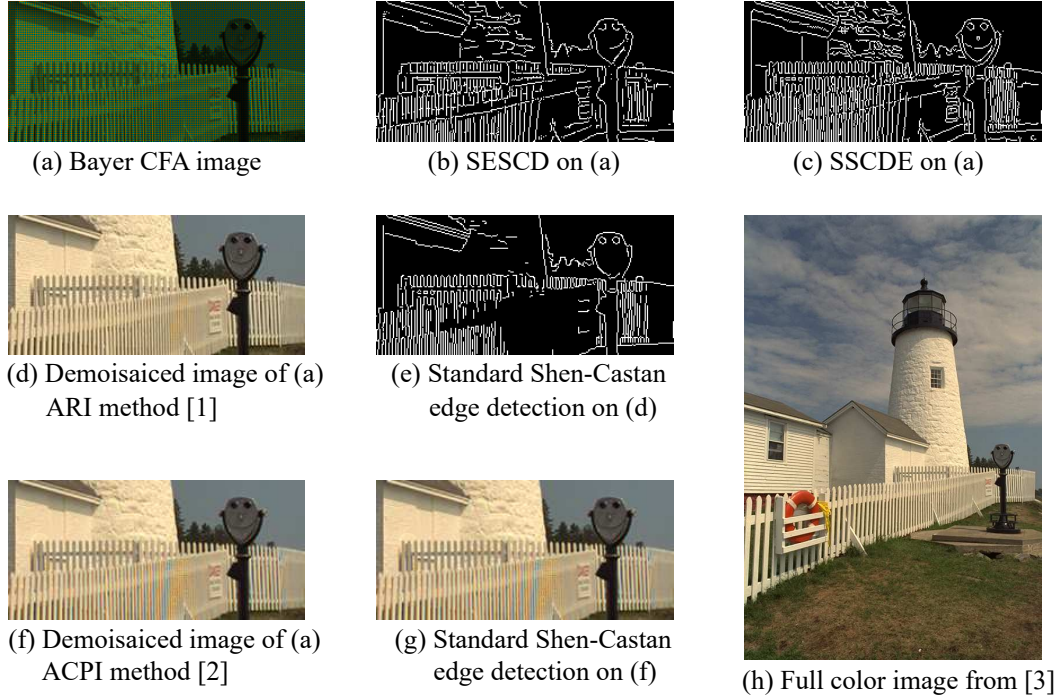 (a) Bayer CFA image
(b) SESCD on (a)
(c) SSCDE on (a)
(d) Demoisaiced image of (a)
ARI method [1]
(e) Standard Shen-Castan
edge detection on (d)
(f) Demoisaiced image of (a)
ACPI method [2]
(g) Standard Shen-Castan
edge detection on (f)
(h) Full color image from [3]